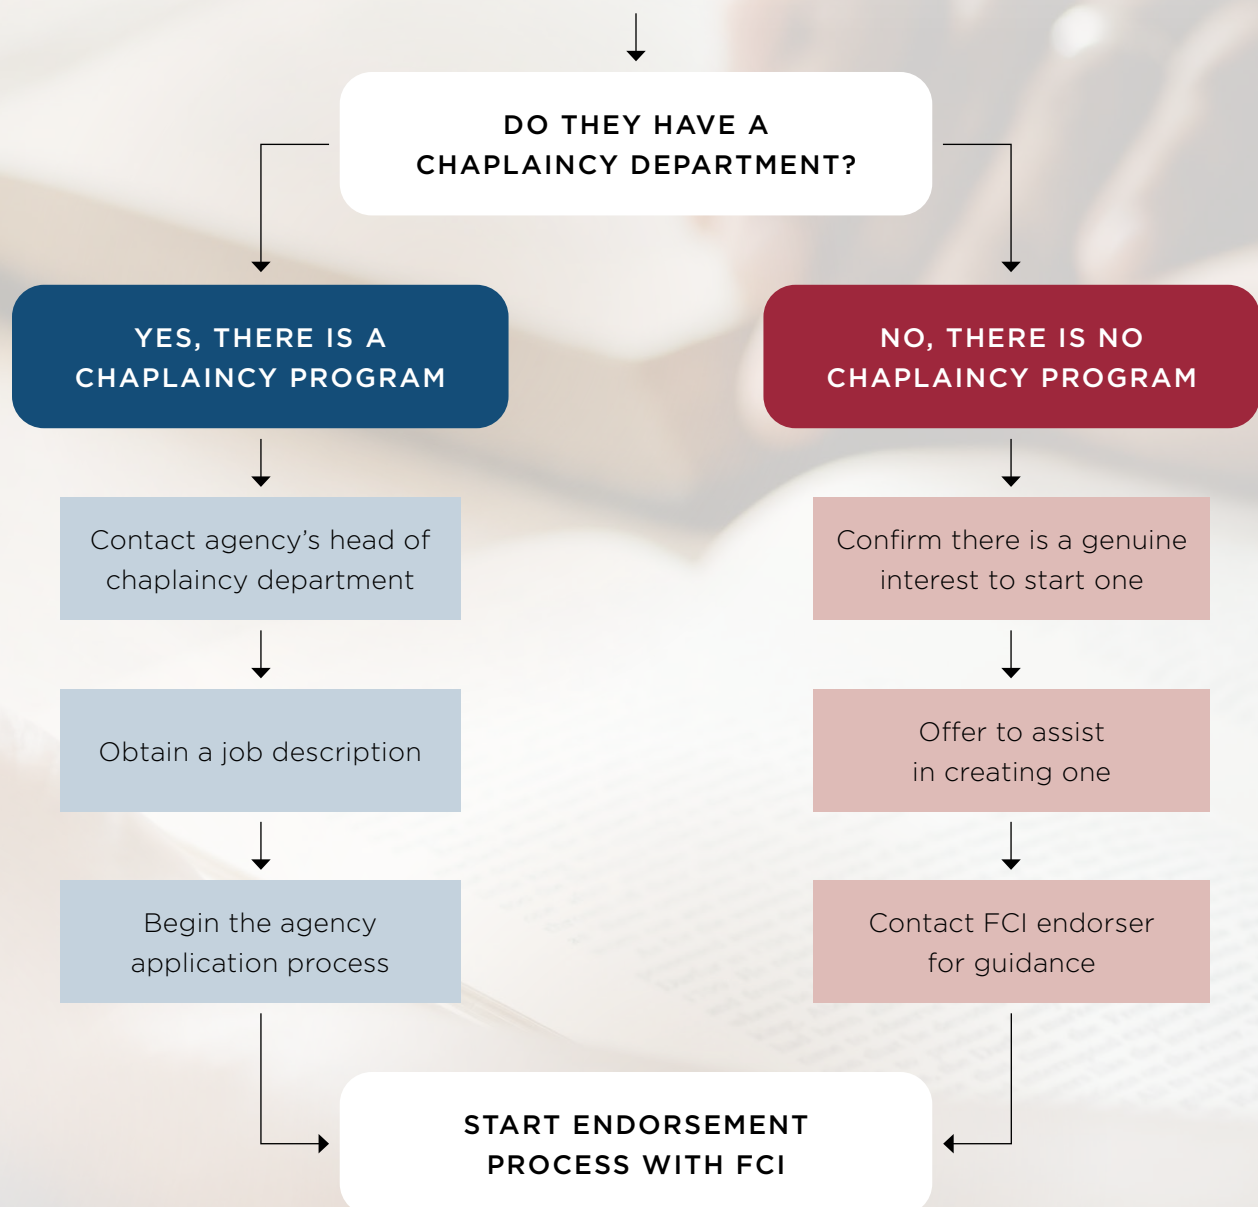 DO THEY HAVE A
CHAPLAINCY DEPARTMENT?
YES, THERE IS A
CHAPLAINCY PROGRAM
Contact agency’s head of
chaplaincy department
Obtain a job description
Begin the agency
application process
NO, THERE IS NO
CHAPLAINCY PROGRAM
Confirm there is a genuine
interest to start one
Offer to assist
in creating one
Contact FCI endorser
for guidance
START ENDORSEMENT
PROCESS WITH FCI